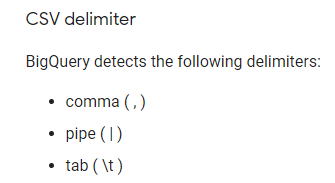 CSV delimiter
BigQuery detects the following delimiters:
• comma ( , )
• pipe ( | )
• tab ( \t )